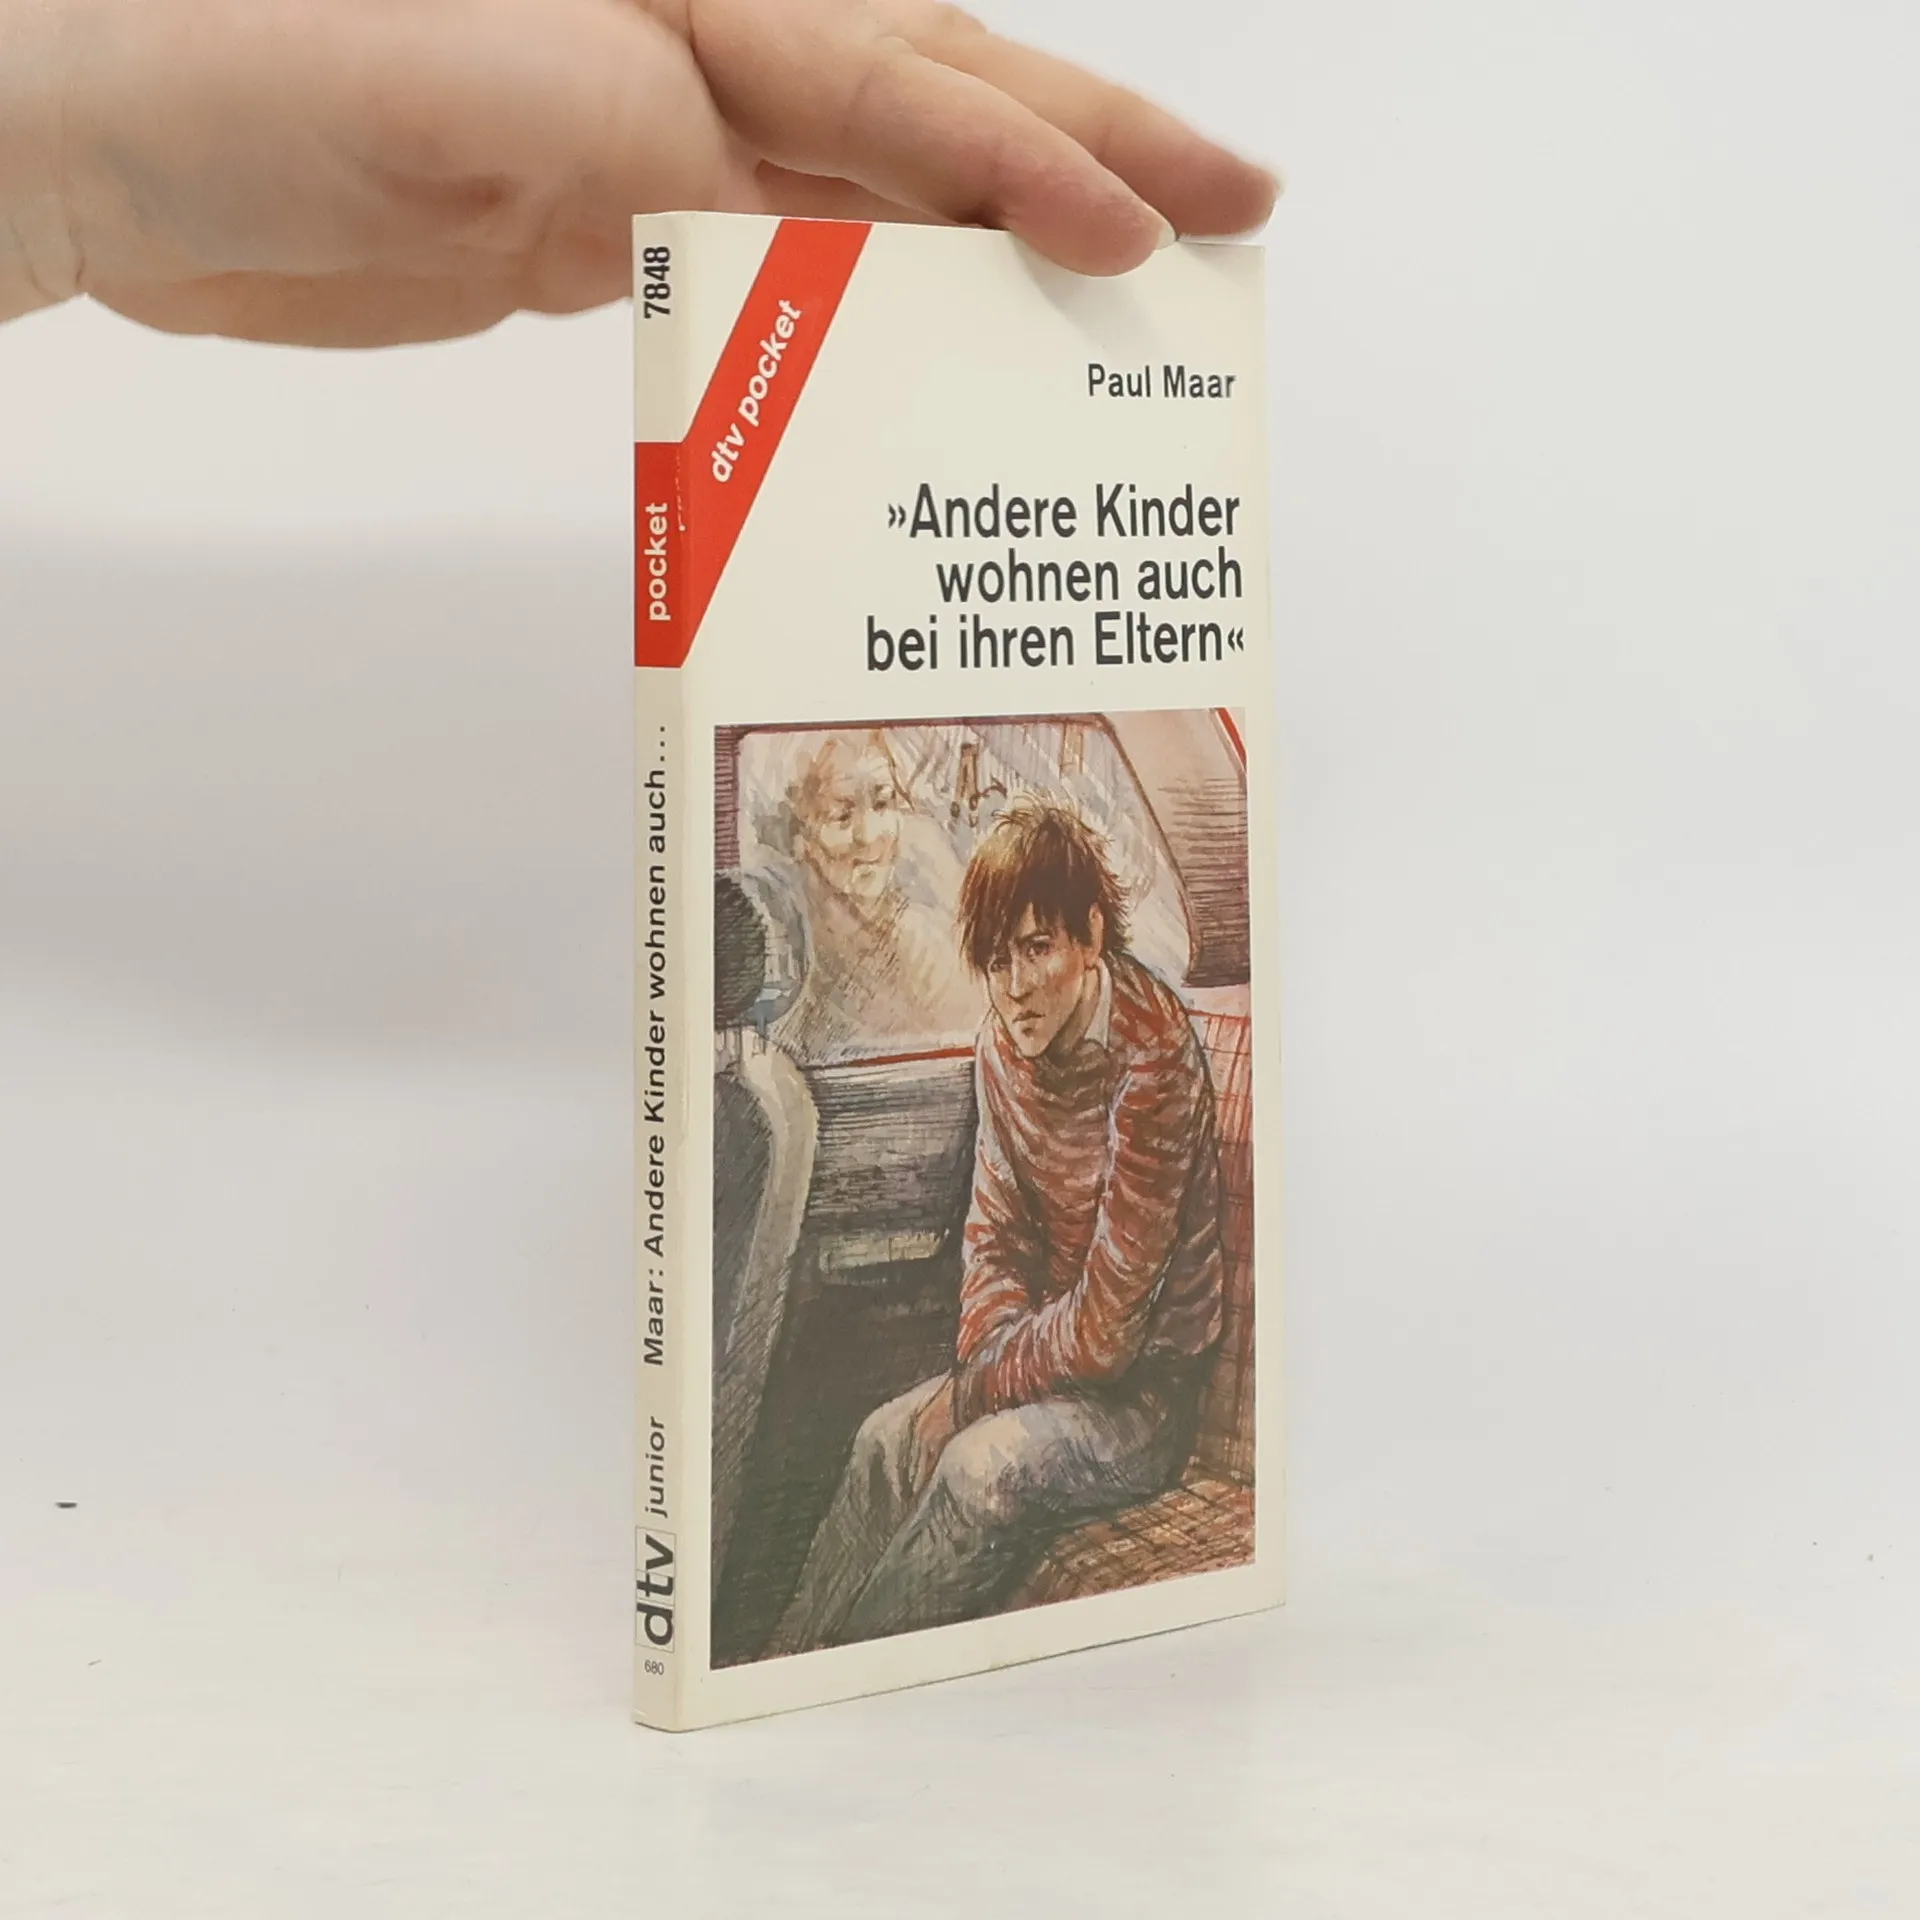 7848
pocket
Maar: Andere Kinder wohnen auch...
dtv junior
680
dtv pocket
Paul Maar
»Andere Kinder
wohnen auch
bei ihren Eltern«